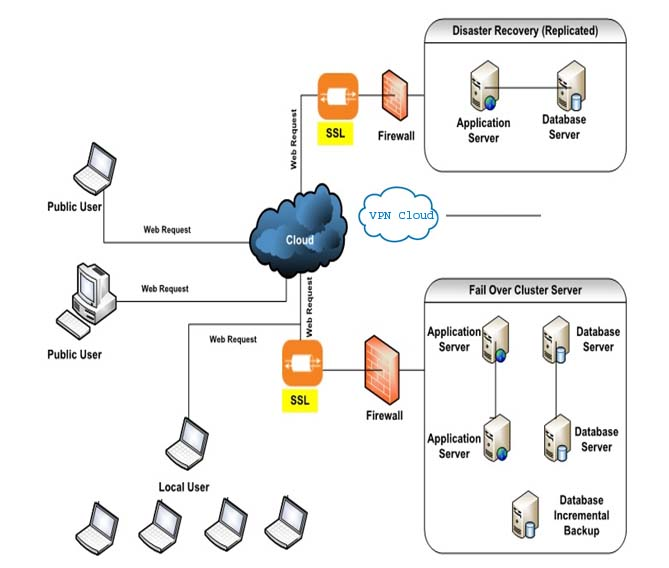 Disaster Recovery (Replicated)
Application
Server
Database
Server
SSL
Firewall
Web Request
Public User
Web Request
Cloud
VPN Cloud
Web Request
Public User
Web Request
Web Request
SSL
Firewall
Fail Over Cluster Server
Application
Server
Database
Server
Application
Server
Database
Server
Database
Incremental
Backup
Local User